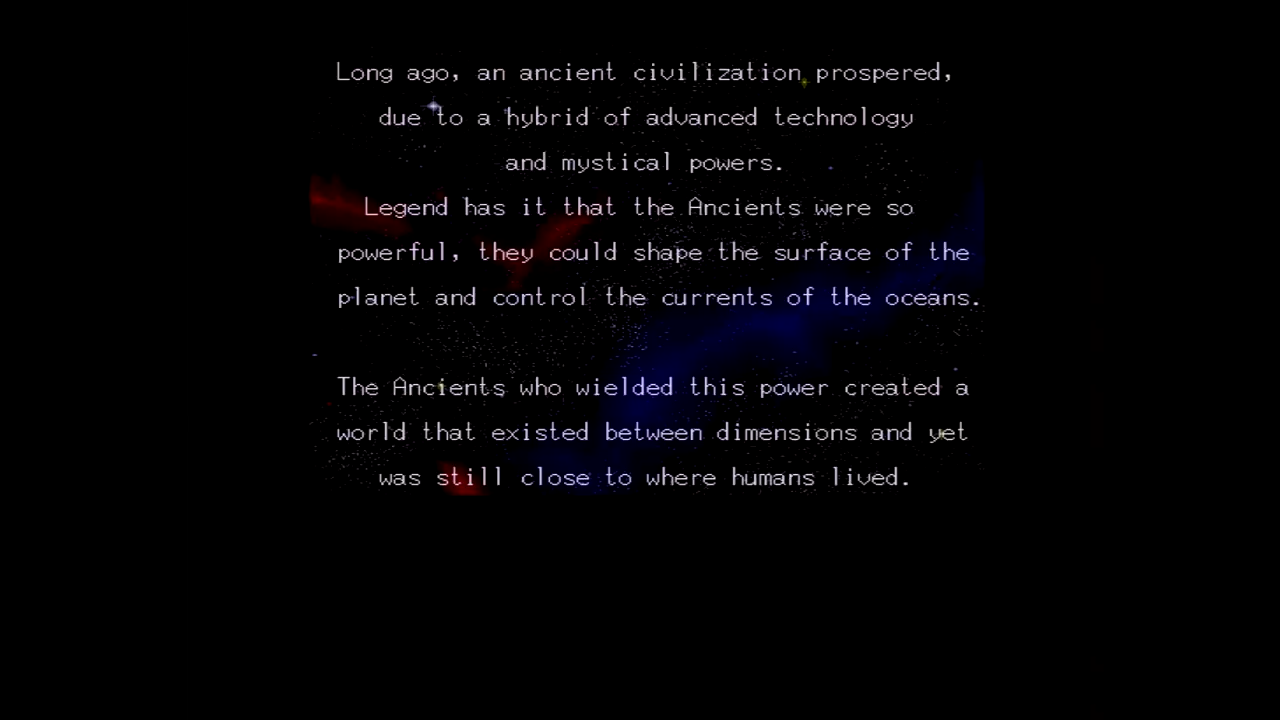 Long ago, an ancient civilization prospered,
due to a hybrid of advanced technology
and mystical powers.
Legend has it that the Ancients were so
powerful, they could shape the surface of the
planet and control the currents of the oceans.
The Ancients who wielded this power created a
world that existed between dimensions and yet
was still close to where humans lived.